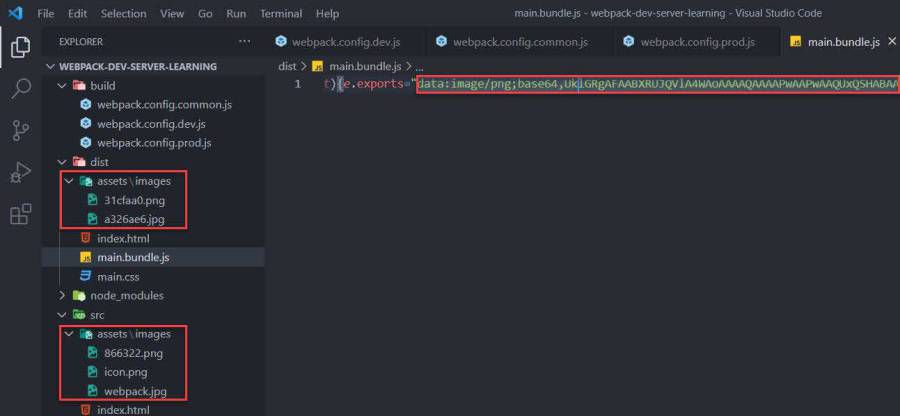 File Edit Selection View Go Run Terminal Help main.bundle.js - webpack-dev-server-learning - Visual Studio Code
EXPLORER ... webpack.config.dev.js webpack.config.common.js webpack.config.prod.js JS main.bundle.js
WEBPACK-DEV-SERVER-LEARNING dist > JS main.bundle.js > ...
build 1 t){e.exports="data:image/png;base64,UklGRgAFAABXRUJQVlA4WAoAAAAQAAAAPwAAPwAAQUxQSHABAA
webpack.config.common.js
webpack.config.dev.js
webpack.config.prod.js
dist
assets \ images
31cfaa0.png
a326ae6.jpg
index.html
JS main.bundle.js
main.css
node_modules
src
assets \ images
866322.png
icon.png
webpack.jpg
index.html